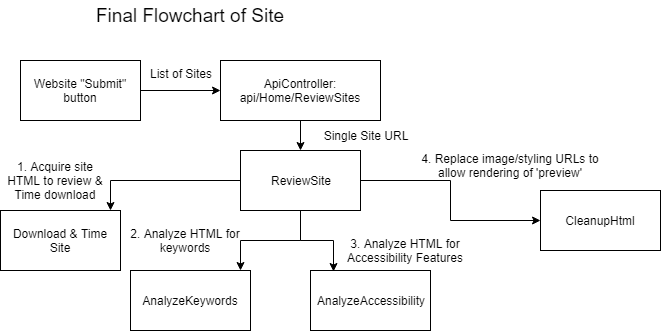 Final Flowchart of Site
Website "Submit"
button
List of Sites
ApiController:
api/Home/ReviewSites
Single Site URL
ReviewSite
1. Acquire site
HTML to review &
Time download
4. Replace image/styling URLs to
allow rendering of 'preview'
Download & Time
Site
2. Analyze HTML for
keywords
3. Analyze HTML for
Accessibility Features
CleanupHtml
AnalyzeKeywords
AnalyzeAccessibility